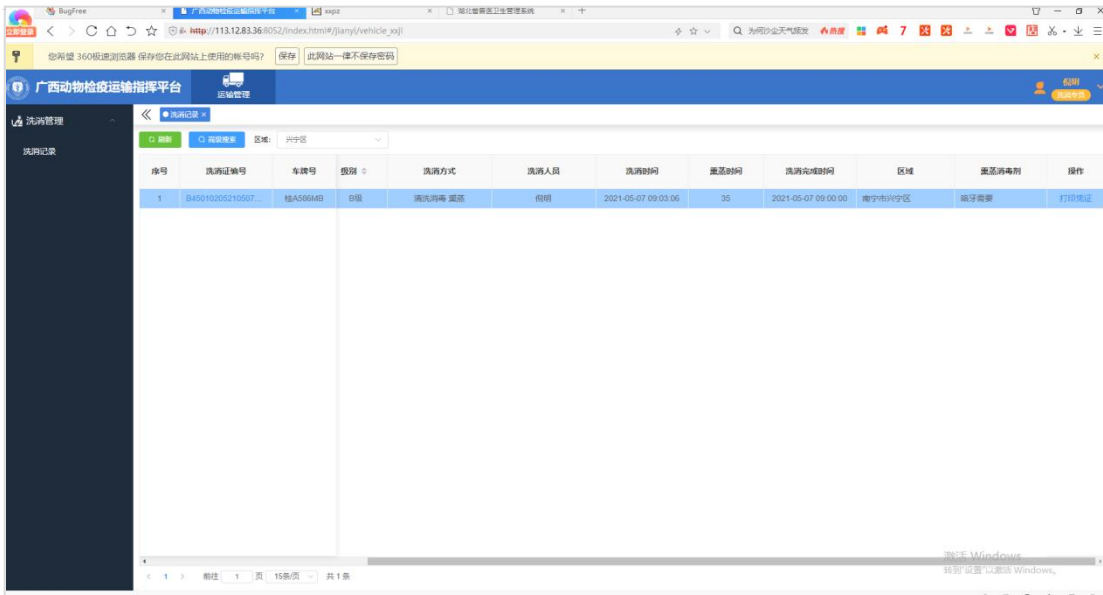 BugFree × 广西动物检疫运输指挥平台 × xxpz × 湖北兽医卫生管理系统 × +
立即登录 http://113.12.83.36:8052/index.html#/jianyi/vehicle_xxjl 为何沙尘天气频发 热搜
您希望 360极速浏览器 保存您在此网站上使用的帐号吗? 保存 此网站一律不保存密码 ×
广西动物检疫运输指挥平台 运输管理 倪明
洗消专员
洗消管理 洗消记录 ×
洗消记录 刷新 高级搜索 区域: 兴宁区
序号 洗消证编号 车牌号 级别 洗消方式 洗消人员 洗消时间 熏蒸时间 洗消完成时间 区域 熏蒸消毒剂 操作
1 B45010205210507... 桂A586MB B级 清洗消毒 熏蒸 倪明 2021-05-07 09:03:06 35 2021-05-07 09:00:00 南宁市兴宁区 打印凭证
激活 Windows
转到"设置"以激活 Windows。
< 1 > 前往 1 页 15条/页 共 1 条